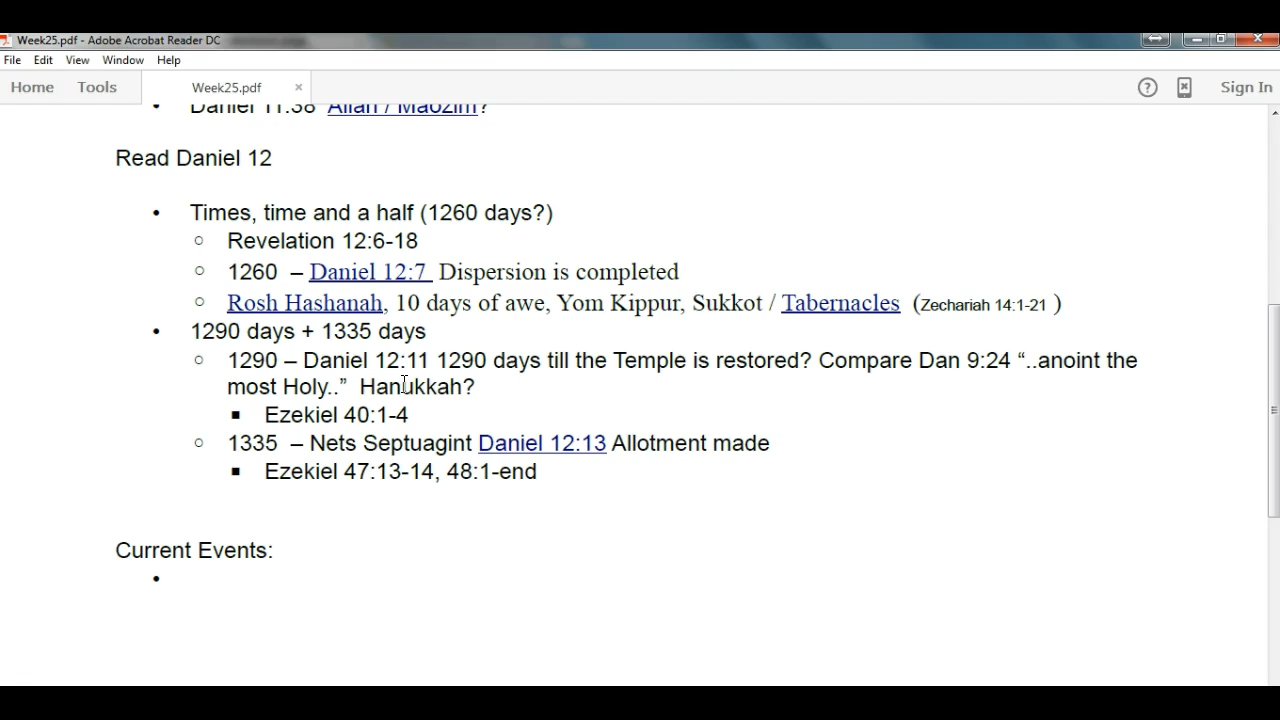 Week25.pdf - Adobe Acrobat Reader DC
File Edit View Window Help
Home Tools Week25.pdf × ? Sign In
• Daniel 11:38 Allah / Maozim?
Read Daniel 12
• Times, time and a half (1260 days?)
○ Revelation 12:6-18
○ 1260 – Daniel 12:7 Dispersion is completed
○ Rosh Hashanah, 10 days of awe, Yom Kippur, Sukkot / Tabernacles (Zechariah 14:1-21 )
• 1290 days + 1335 days
○ 1290 – Daniel 12:11 1290 days till the Temple is restored? Compare Dan 9:24 “..anoint the
most Holy..” Hanukkah?
▪ Ezekiel 40:1-4
○ 1335 – Nets Septuagint Daniel 12:13 Allotment made
▪ Ezekiel 47:13-14, 48:1-end
Current Events:
•